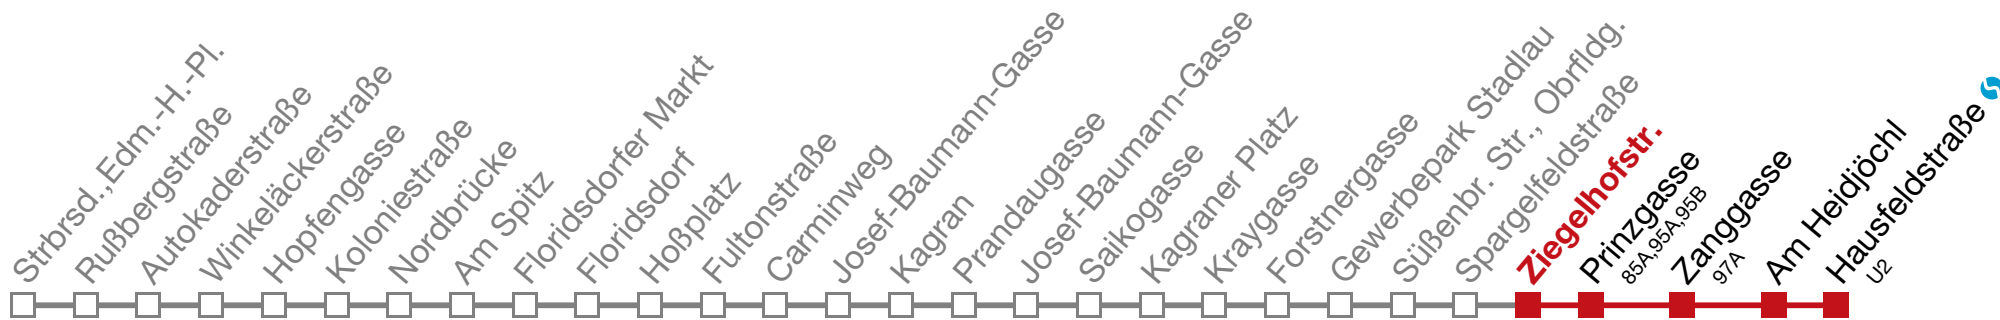 Strbrsd.,Edm.-H.-Pl.
Rußbergstraße
Autokaderstraße
Winkeläckerstraße
Hopfengasse
Koloniestraße
Nordbrücke
Am Spitz
Floridsdorfer Markt
Floridsdorf
Hoßplatz
Fultonstraße
Carminweg
Josef-Baumann-Gasse
Kagran
Prandaugasse
Josef-Baumann-Gasse
Saikogasse
Kagraner Platz
Kraygasse
Forstnergasse
Gewerbepark Stadlau
Süßenbr. Str., Obrfldg.
Spargelfeldstraße
Ziegelhofstr.
Prinzgasse
85A,95A,95B
Zanggasse
97A
Am Heidjöchl
Hausfeldstraße
U2